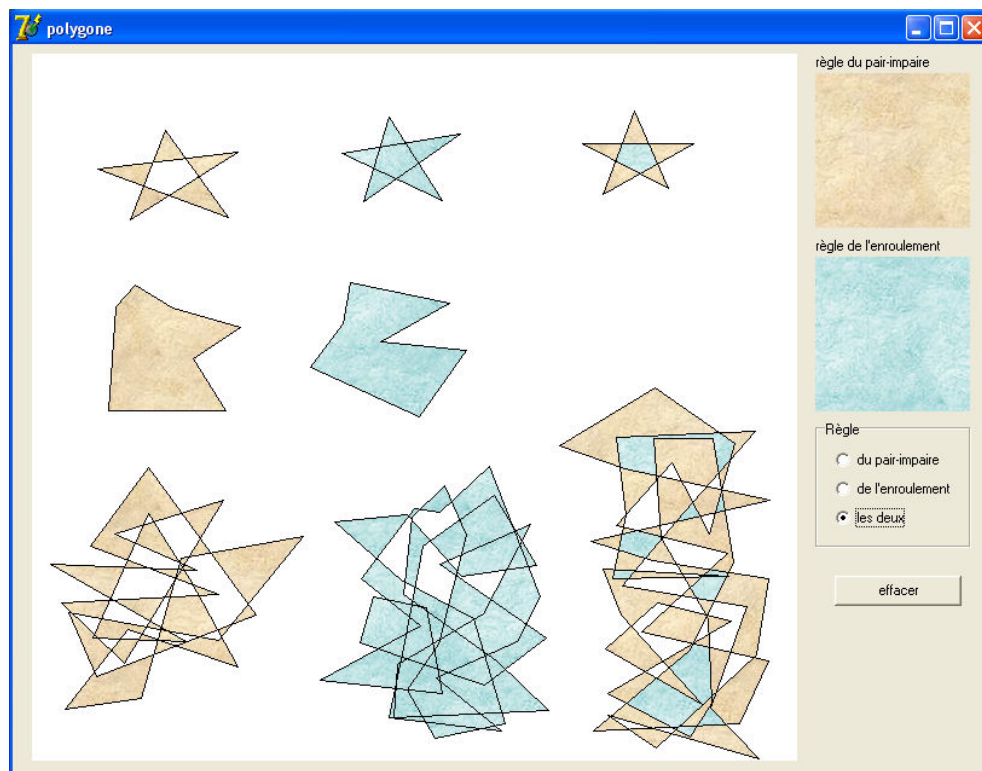 polygone
règle du pair-impaire
règle de l'enroulement
Règle
du pair-impaire
de l'enroulement
les deux
effacer